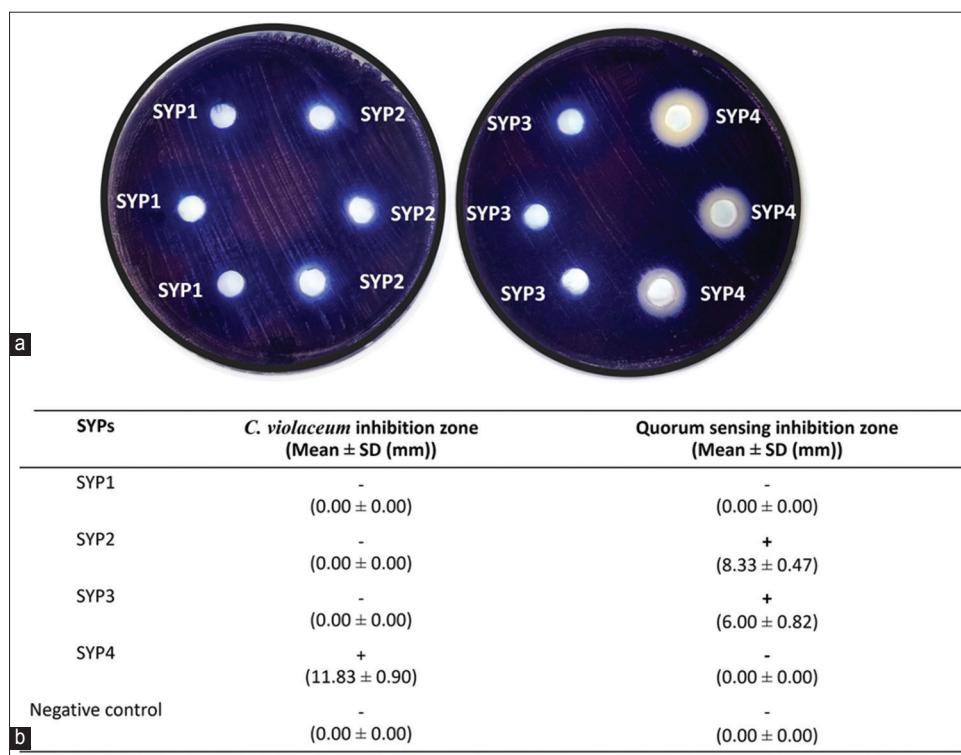 SYP1
SYP2
SYP1
SYP2
SYP1
SYP2
SYP3
SYP4
SYP3
SYP4
SYP3
SYP4
a
SYPs C. violaceum inhibition zone Quorum sensing inhibition zone
(Mean ± SD (mm)) (Mean ± SD (mm))
SYP1 - -
(0.00 ± 0.00) (0.00 ± 0.00)
SYP2 - +
(0.00 ± 0.00) (8.33 ± 0.47)
SYP3 - +
(0.00 ± 0.00) (6.00 ± 0.82)
SYP4 + -
(11.83 ± 0.90) (0.00 ± 0.00)
Negative control - -
(0.00 ± 0.00) (0.00 ± 0.00)
b